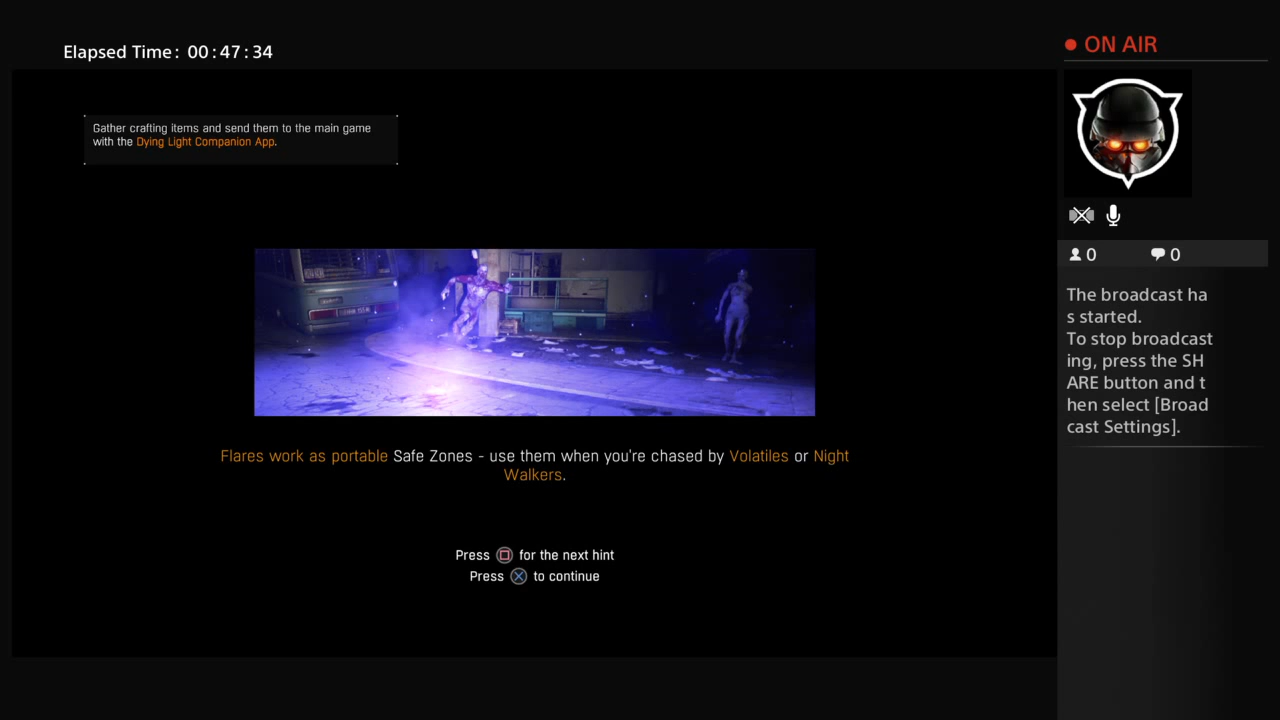 Elapsed Time: 00:47:34
ON AIR
Gather crafting items and send them to the main game
with the Dying Light Companion App.
0 0
The broadcast ha
s started.
To stop broadcast
ing, press the SH
ARE button and t
hen select [Broad
cast Settings].
Flares work as portable Safe Zones - use them when you're chased by Volatiles or Night
Walkers.
Press for the next hint
Press to continue